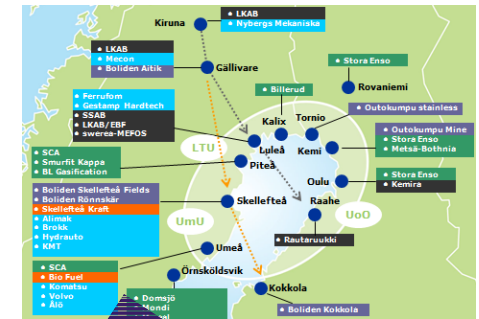 LKAB
Nybergs Mekaniska
Kiruna
LKAB
Mecon
Boliden Aitik
Gällivare
Stora Enso
Rovaniemi
Billerud
Kalix
Tornio
Outokumpu stainless
Ferruform
Gestamp Hardtech
SSAB
LKAB/EBF
swerea-MEFOS
Luleå
Kemi
Outokumpu Mine
Stora Enso
Metsä-Bothnia
LTU
SCA
Smurfit Kappa
BL Gasification
Piteå
Oulu
Stora Enso
Kemira
Boliden Skellefteå Fields
Boliden Rönnskär
Skellefteå Kraft
Alimak
Brokk
Hydrauto
KMT
Skellefteå
Raahe
UmU
UoO
Rautaruukki
Umeå
SCA
Bio Fuel
Komatsu
Volvo
Ålö
Örnsköldsvik
Domsjö
Kokkola
Boliden Kokkola